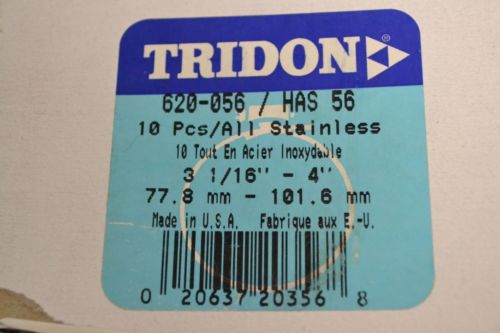 TRIDON ®
620-056 / HAS 56
10 Pcs/All Stainless
10 Tout En Acier Inoxydable
3 1/16" - 4"
77.8 mm - 101.6 mm
Made in U.S.A. Fabrique aux E.-U.
0 20637 20356 8